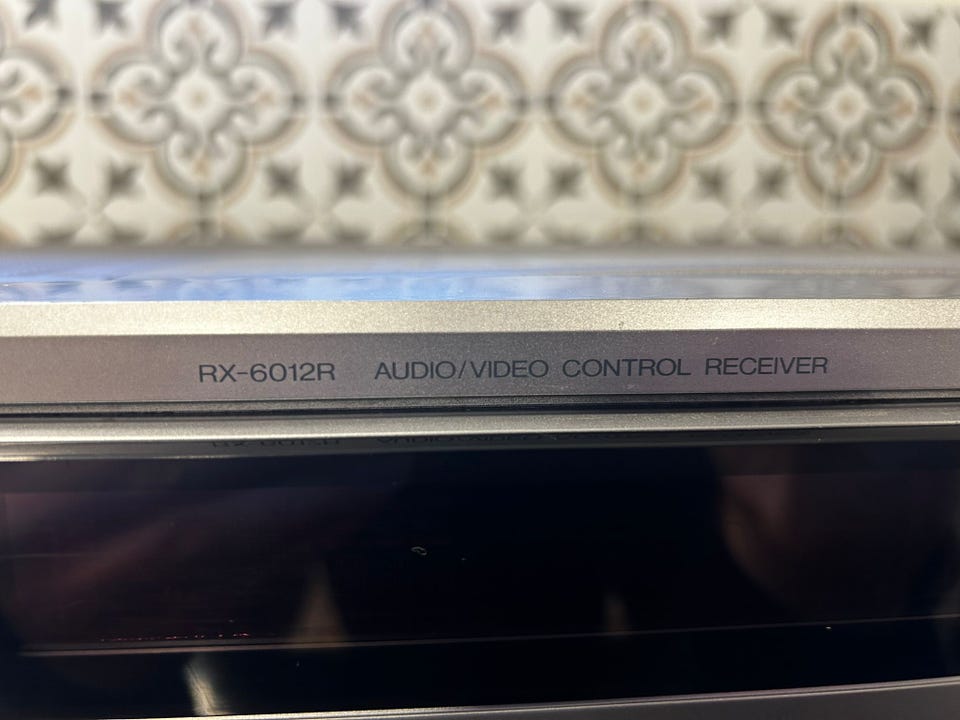 RX-6012R AUDIO/VIDEO CONTROL RECEIVER